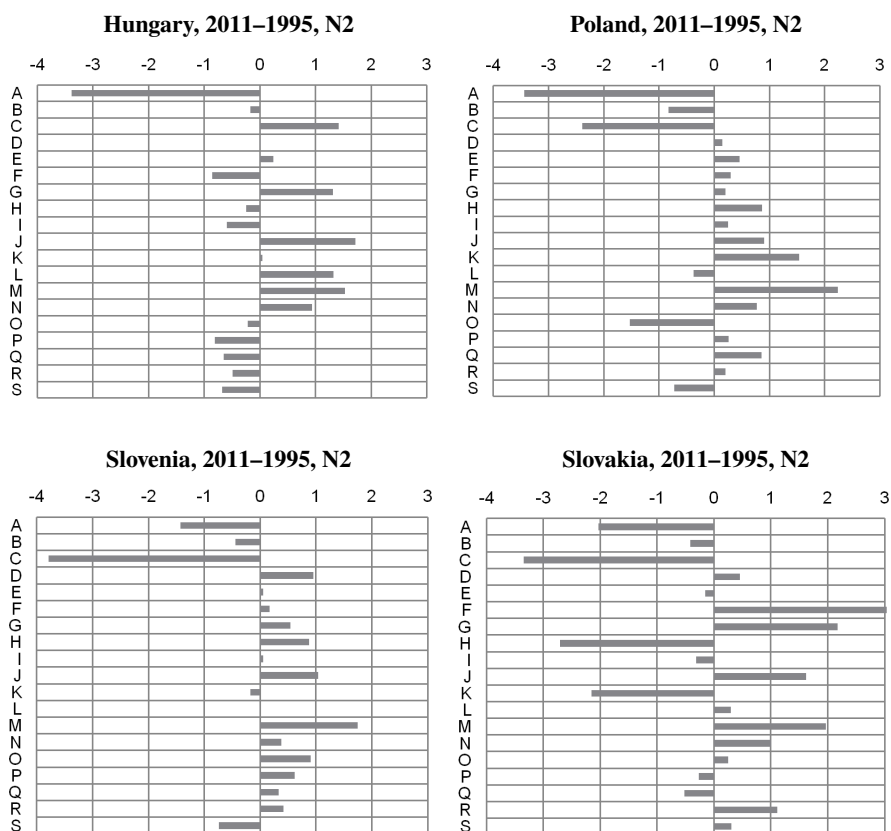 Hungary, 2011–1995, N2
-4 -3 -2 -1 0 1 2 3
A
B
C
D
E
F
G
H
I
J
K
L
M
N
O
P
Q
R
S
Poland, 2011–1995, N2
-4 -3 -2 -1 0 1 2 3
A
B
C
D
E
F
G
H
I
J
K
L
M
N
O
P
Q
R
S
Slovenia, 2011–1995, N2
-4 -3 -2 -1 0 1 2 3
A
B
C
D
E
F
G
H
I
J
K
L
M
N
O
P
Q
R
S
Slovakia, 2011–1995, N2
-4 -3 -2 -1 0 1 2 3
A
B
C
D
E
F
G
H
I
J
K
L
M
N
O
P
Q
R
S